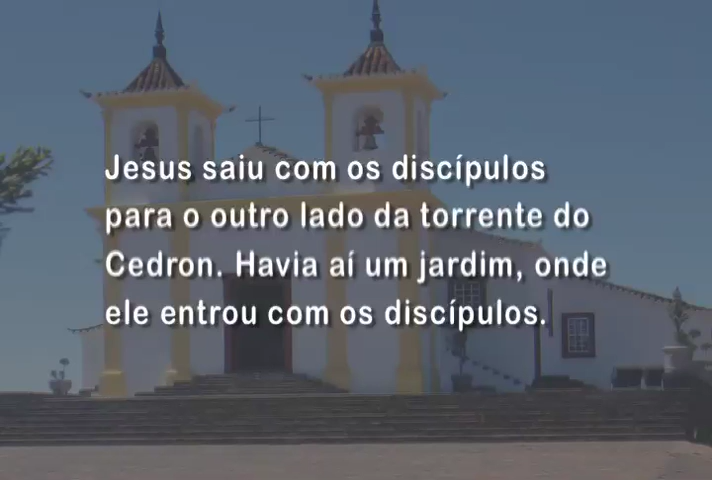 Jesus saiu com os discípulos
para o outro lado da torrente do
Cedron. Havia aí um jardim, onde
ele entrou com os discípulos.